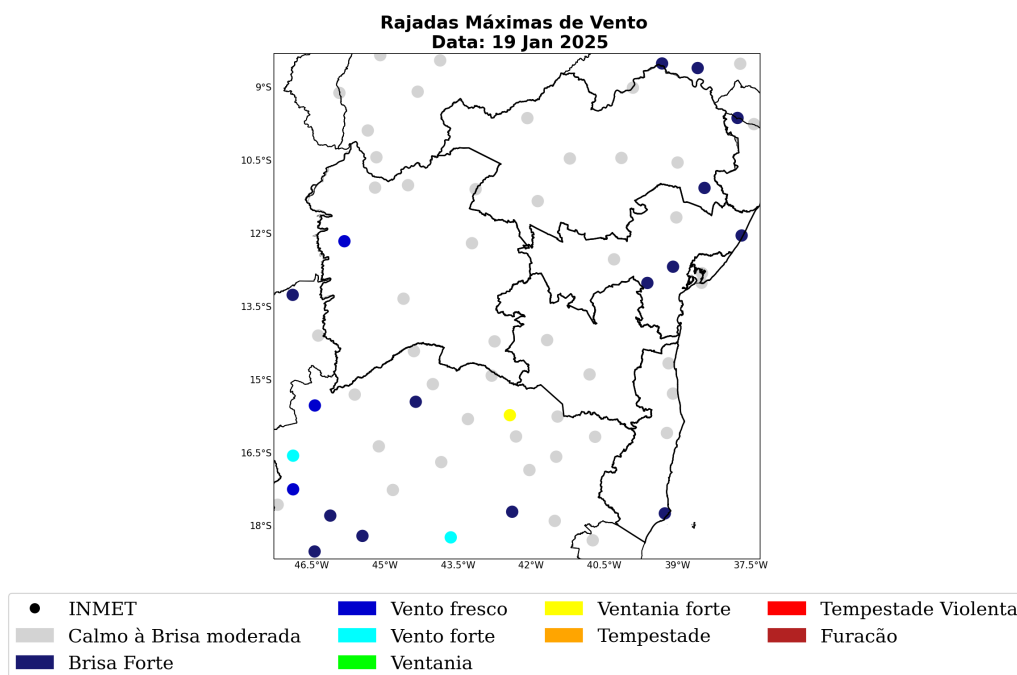 Rajadas Máximas de Vento
Data: 19 Jan 2025
9°S
10.5°S
12°S
13.5°S
15°S
16.5°S
18°S
46.5°W 45°W 43.5°W 42°W 40.5°W 39°W 37.5°W
INMET Vento fresco Ventania forte Tempestade Violenta
Calmo à Brisa moderada Vento forte Tempestade Furacão
Brisa Forte Ventania